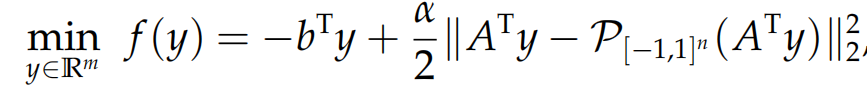 min_{y∈ℝ^m} f(y) = −b^T y + α/2 ‖A^T y − 𝒫_{[−1,1]^n}(A^T y)‖_2^2,